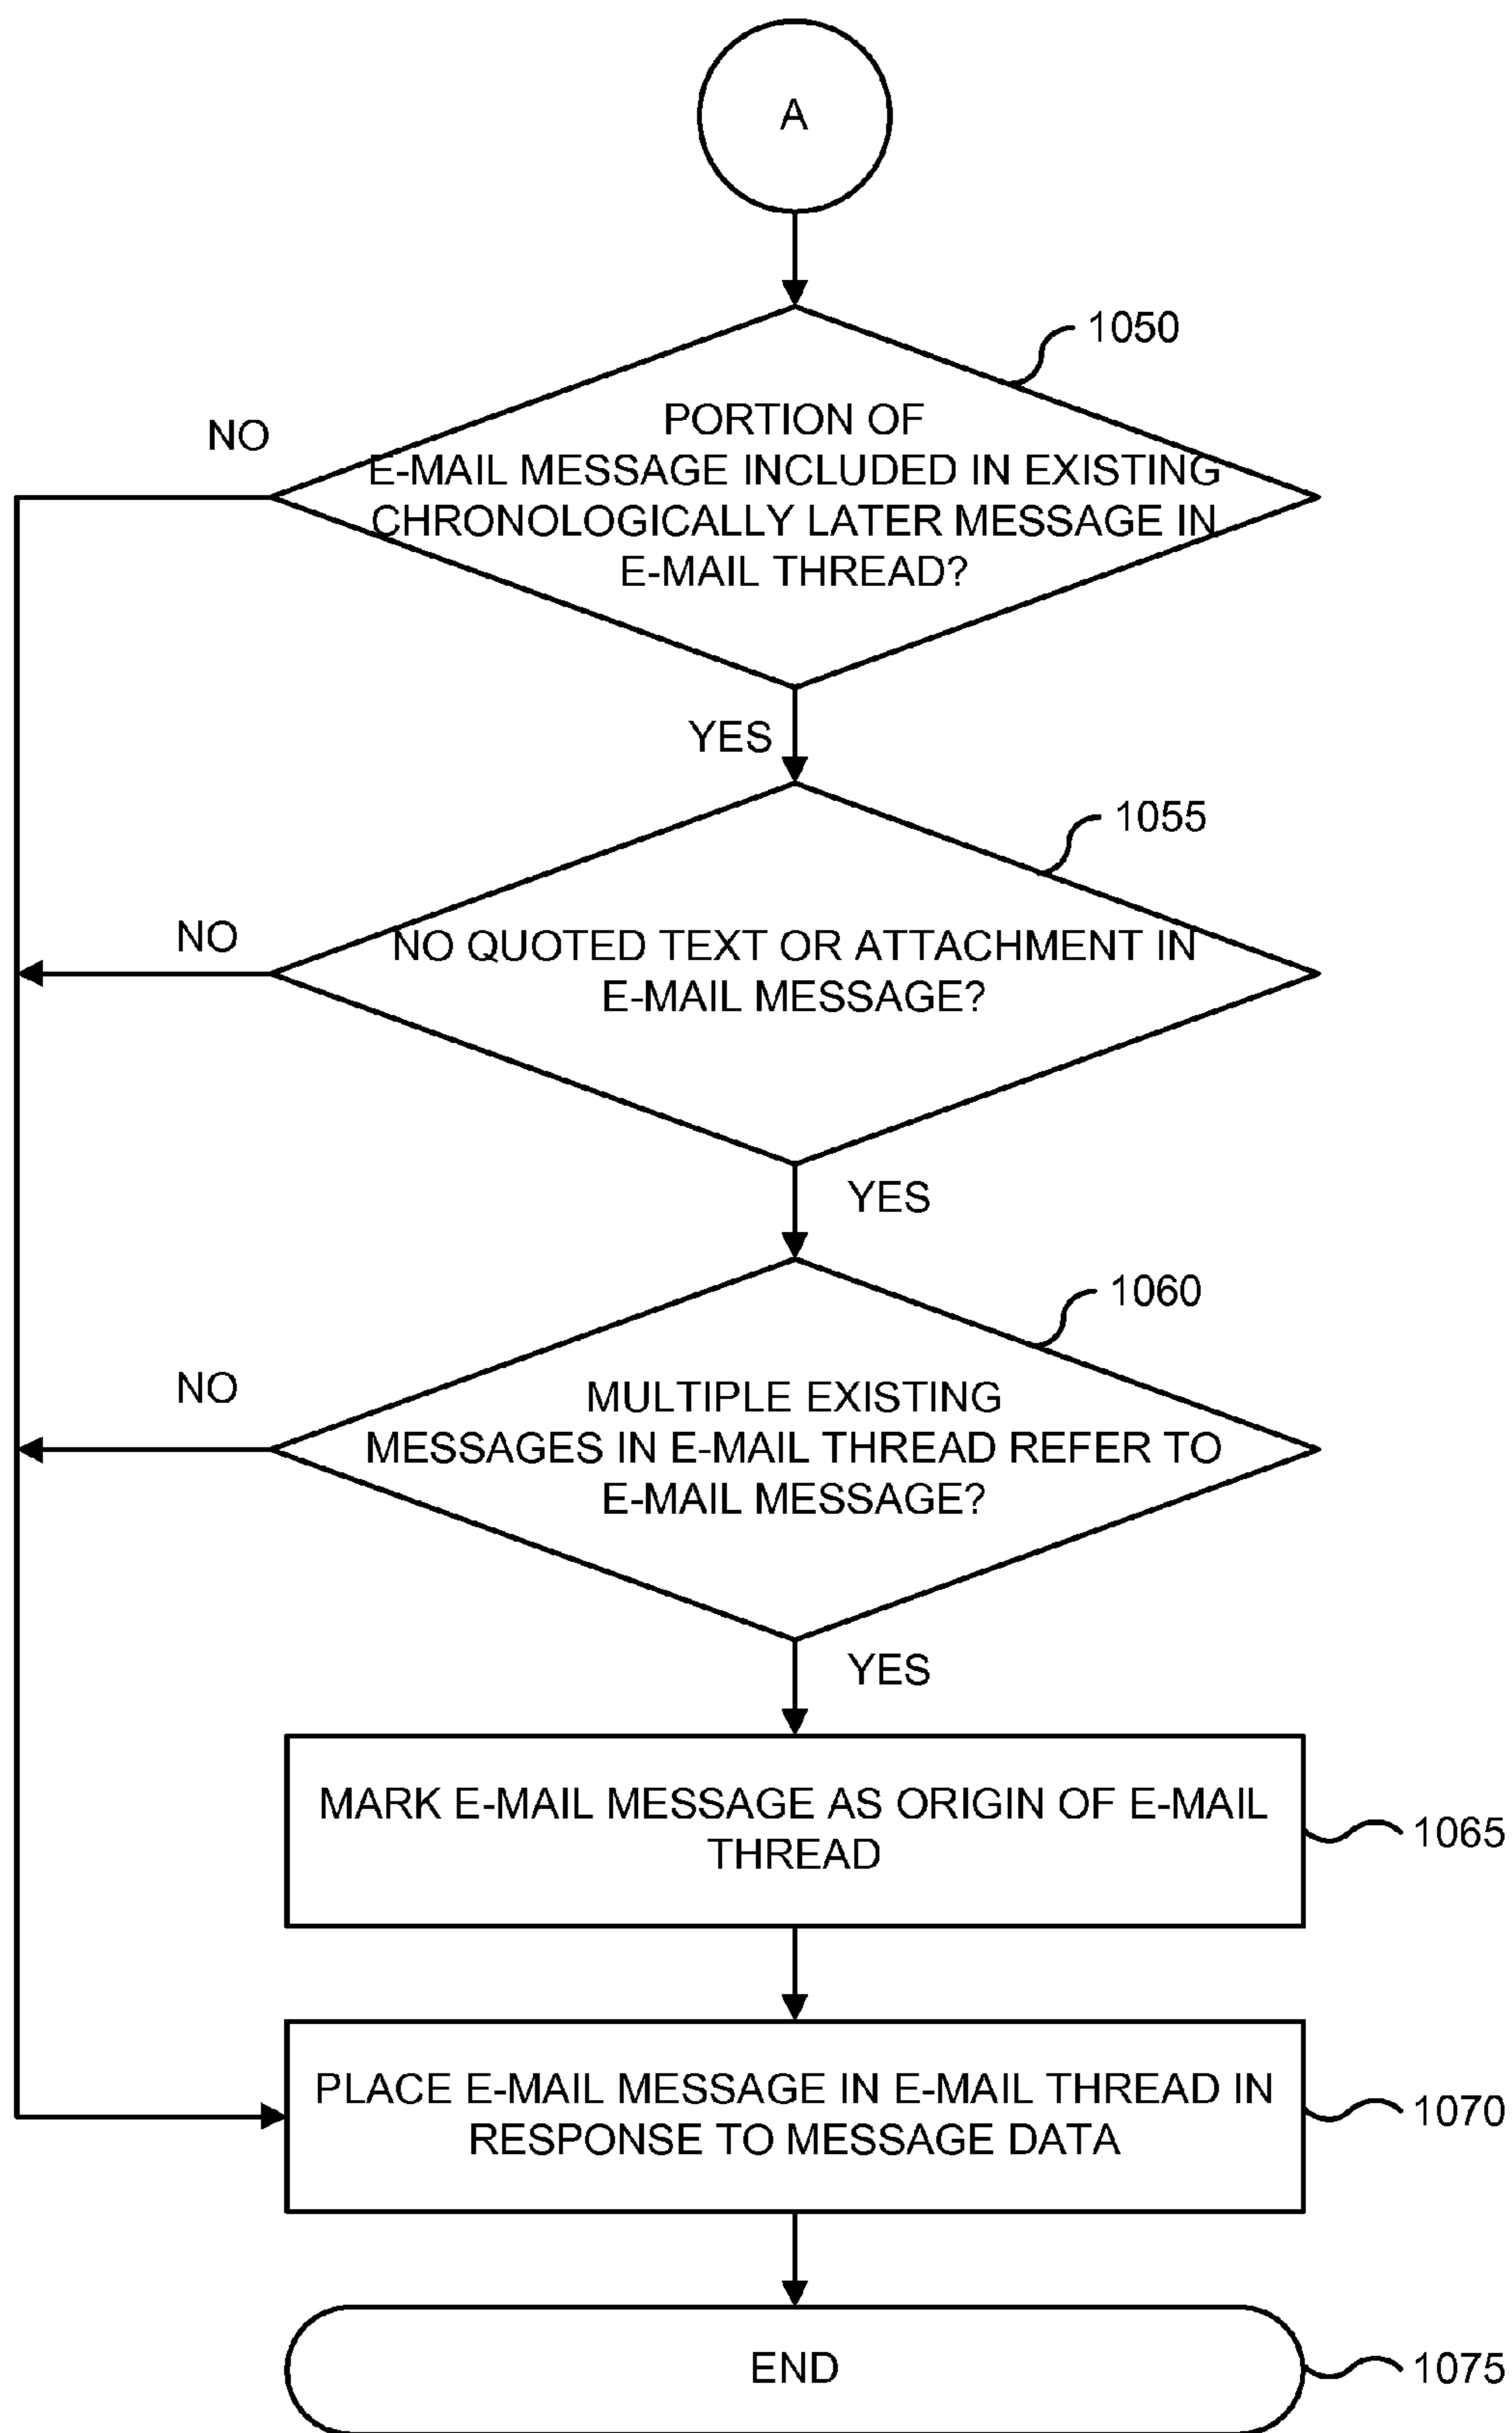 A
1050
NO
PORTION OF
E-MAIL MESSAGE INCLUDED IN EXISTING
CHRONOLOGICALLY LATER MESSAGE IN
E-MAIL THREAD?
YES
1055
NO
NO QUOTED TEXT OR ATTACHMENT IN
E-MAIL MESSAGE?
YES
1060
NO
MULTIPLE EXISTING
MESSAGES IN E-MAIL THREAD REFER TO
E-MAIL MESSAGE?
YES
MARK E-MAIL MESSAGE AS ORIGIN OF E-MAIL
THREAD
1065
PLACE E-MAIL MESSAGE IN E-MAIL THREAD IN
RESPONSE TO MESSAGE DATA
1070
END
1075